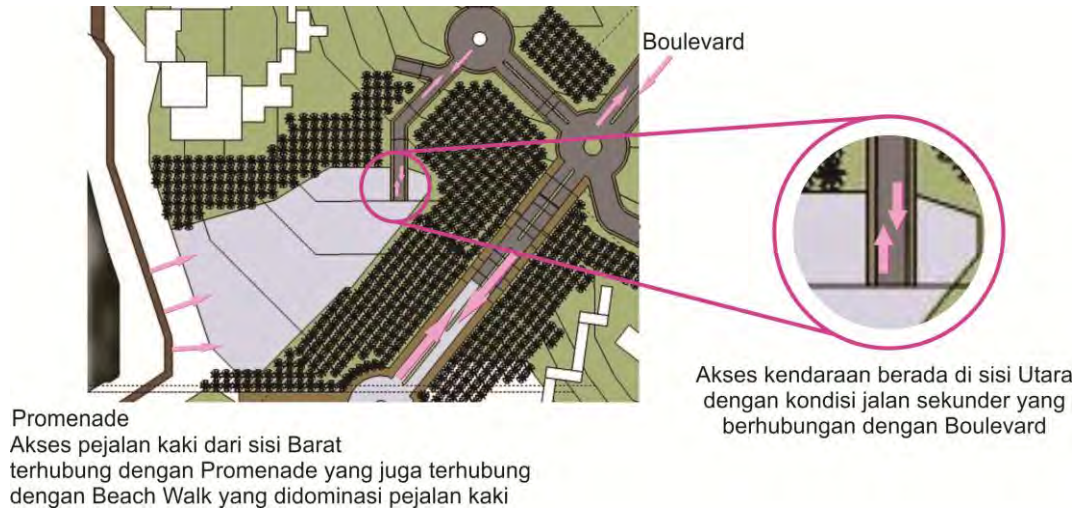 Boulevard
Akses kendaraan berada di sisi Utara
dengan kondisi jalan sekunder yang
berhubungan dengan Boulevard
Promenade
Akses pejalan kaki dari sisi Barat
terhubung dengan Promenade yang juga terhubung
dengan Beach Walk yang didominasi pejalan kaki